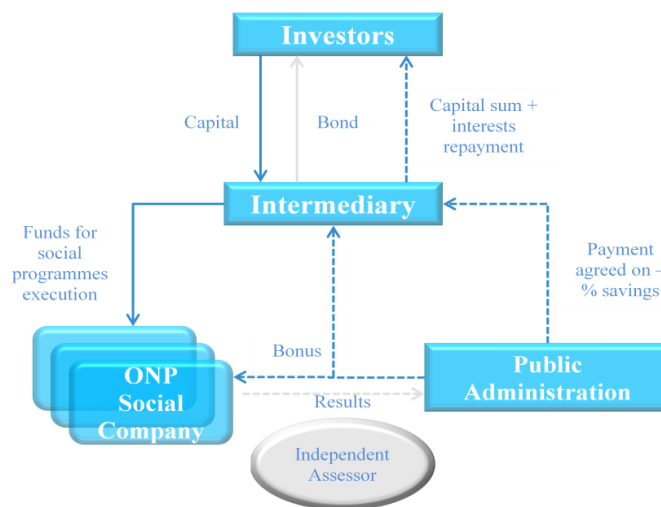 Investors
Capital
Bond
Capital sum +
interests
repayment
Intermediary
Funds for
social
programmes
execution
Payment
agreed on –
% savings
Bonus
ONP
Social
Company
Public
Administration
Results
Independent
Assessor